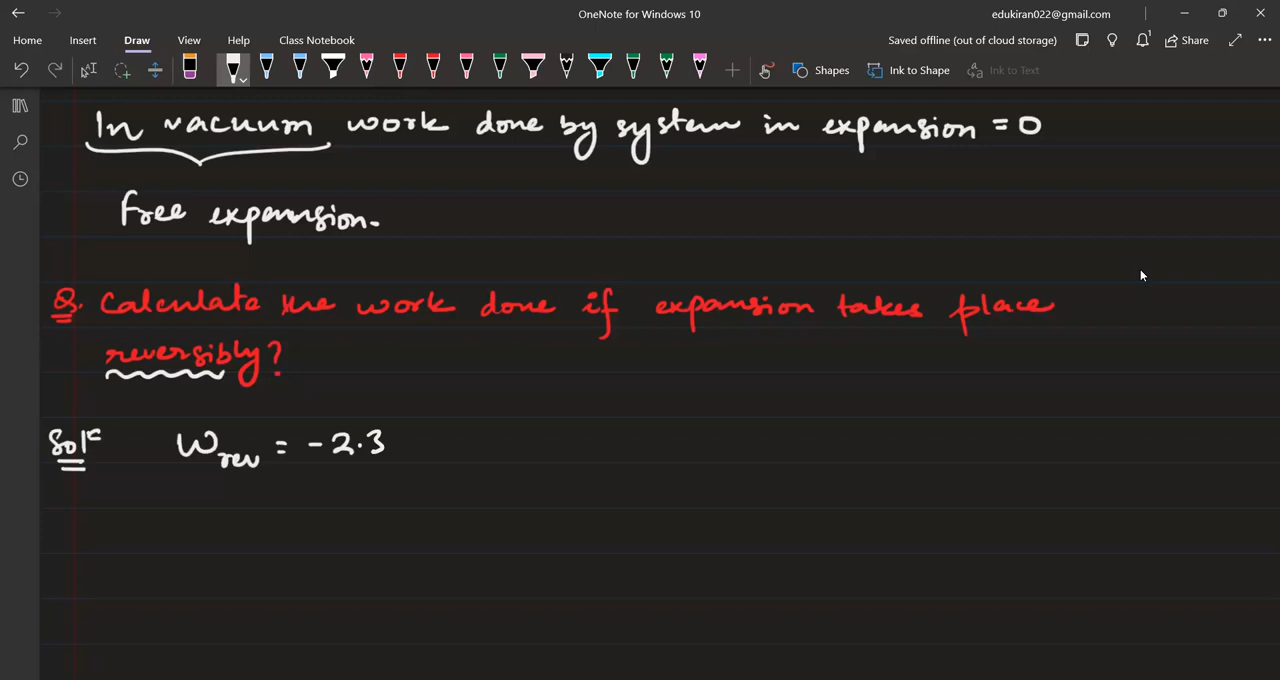 OneNote for Windows 10
edukiran022@gmail.com
Home Insert Draw View Help Class Notebook
Saved offline (out of cloud storage)
1
Share
Shapes
Ink to Shape
Ink to Text
In vacuum work done by system in expansion = 0
Free expansion.
Q. Calculate the work done if expansion takes place
reversibly?
Solⁿ Wrev = - 2.3